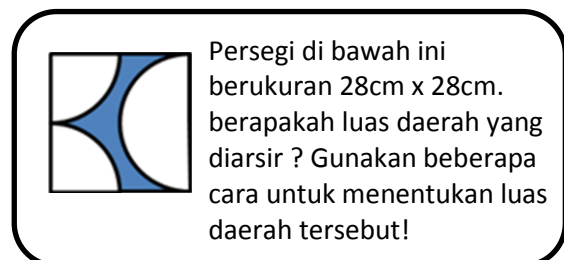 Persegi di bawah ini
berukuran 28cm x 28cm.
berapakah luas daerah yang
diarsir ? Gunakan beberapa
cara untuk menentukan luas
daerah tersebut!